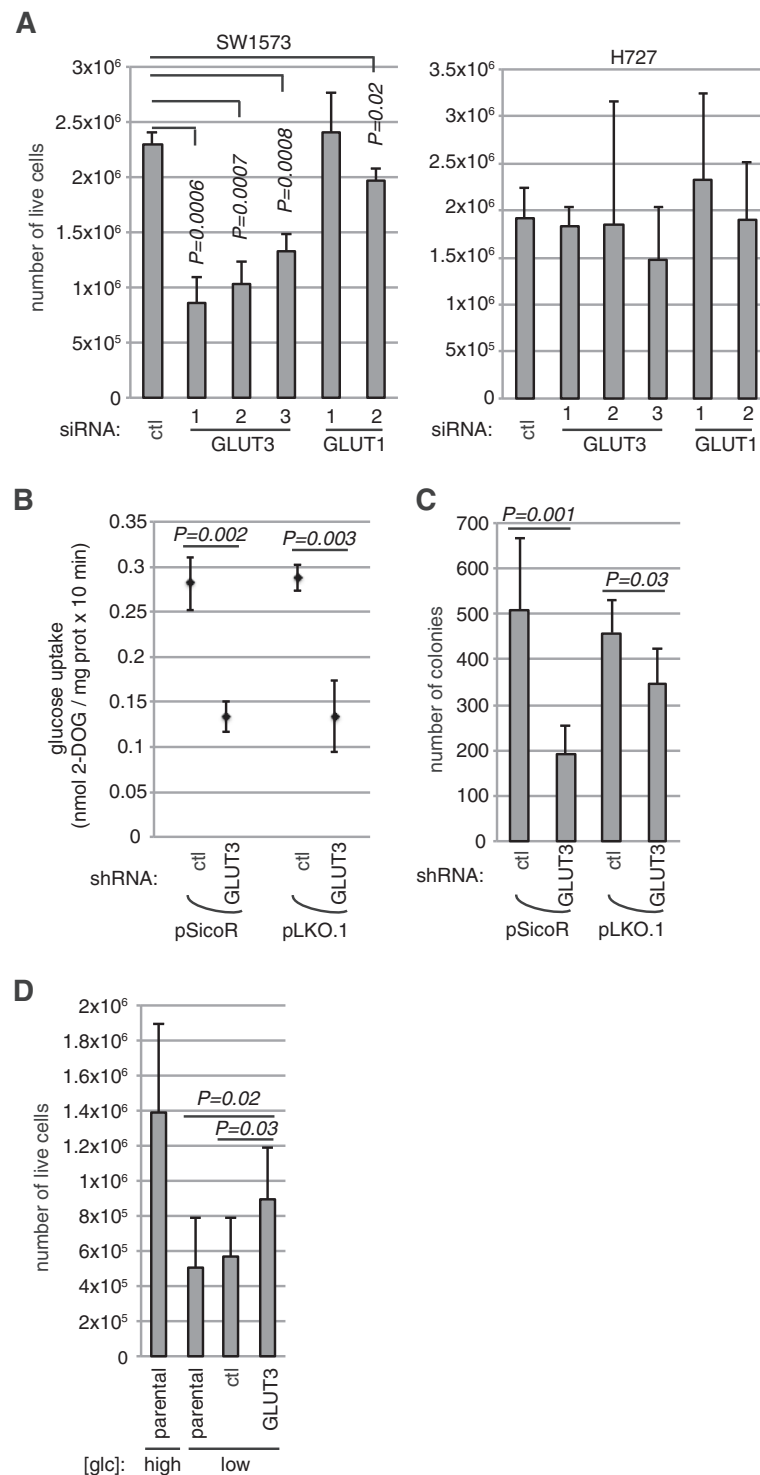 A
SW1573
number of live cells
3x10⁶
2.5x10⁶
2x10⁶
1.5x10⁶
1x10⁶
5x10⁵
0
P=0.0006
P=0.0007
P=0.0008
P=0.02
siRNA:
ctl
1 2 3 1 2
GLUT3 GLUT1
H727
3.5x10⁶
3x10⁶
2.5x10⁶
2x10⁶
1.5x10⁶
1x10⁶
5x10⁵
0
siRNA:
ctl
1 2 3 1 2
GLUT3 GLUT1
B
glucose uptake
(nmol 2-DOG / mg prot x 10 min)
0.35
0.3
0.25
0.2
0.15
0.1
0.05
0
P=0.002
P=0.003
shRNA:
ctl
GLUT3
ctl
GLUT3
pSicoR pLKO.1
C
number of colonies
700
600
500
400
300
200
100
0
P=0.001
P=0.03
shRNA:
ctl
GLUT3
ctl
GLUT3
pSicoR pLKO.1
D
number of live cells
2x10⁶
1.8x10⁶
1.6x10⁶
1.4x10⁶
1.2x10⁶
1x10⁶
8x10⁵
6x10⁵
4x10⁵
2x10⁵
0
P=0.02
P=0.03
parental
parental
ctl
GLUT3
[glc]: high low